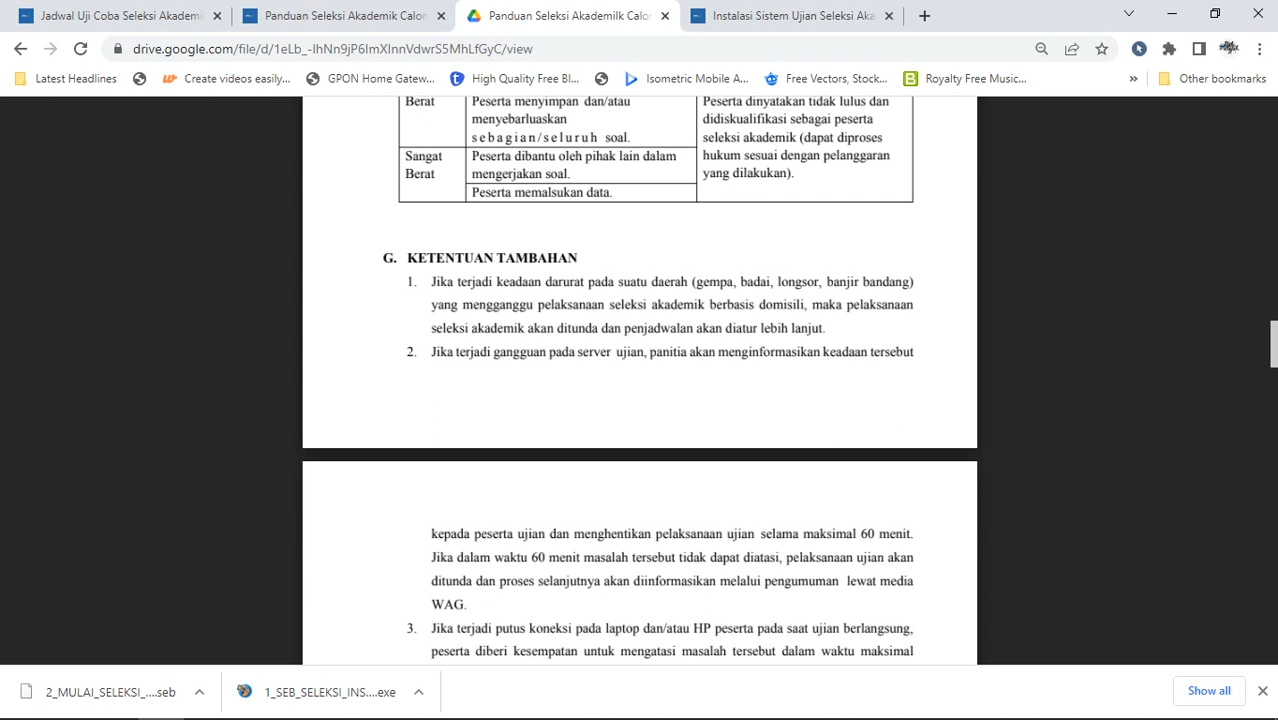 Jadwal Uji Coba Seleksi Akademi
Panduan Seleksi Akademik Calon
Panduan Seleksi Akademilk Calor
Instalasi Sistem Ujian Seleksi Aka
drive.google.com/file/d/1eLb_-lhNn9jP6lmXlnnVdwrS5MhLfGyC/view
Latest Headlines
Create videos easily...
GPON Home Gatew...
High Quality Free Bl...
Isometric Mobile A...
Free Vectors, Stock...
Royalty Free Music...
»
Other bookmarks
Berat
Peserta menyimpan dan/atau
menyebarluaskan
sebagian/seluruh soal.
Peserta dinyatakan tidak lulus dan
didiskualifikasi sebagai peserta
seleksi akademik (dapat diproses
hukum sesuai dengan pelanggaran
yang dilakukan).
Sangat
Berat
Peserta dibantu oleh pihak lain dalam
mengerjakan soal.
Peserta memalsukan data.
G. KETENTUAN TAMBAHAN
1. Jika terjadi keadaan darurat pada suatu daerah (gempa, badai, longsor, banjir bandang)
yang mengganggu pelaksanaan seleksi akademik berbasis domisili, maka pelaksanaan
seleksi akademik akan ditunda dan penjadwalan akan diatur lebih lanjut.
2. Jika terjadi gangguan pada server ujian, panitia akan menginformasikan keadaan tersebut
kepada peserta ujian dan menghentikan pelaksanaan ujian selama maksimal 60 menit.
Jika dalam waktu 60 menit masalah tersebut tidak dapat diatasi, pelaksanaan ujian akan
ditunda dan proses selanjutnya akan diinformasikan melalui pengumuman lewat media
WAG.
3. Jika terjadi putus koneksi pada laptop dan/atau HP peserta pada saat ujian berlangsung,
peserta diberi kesempatan untuk mengatasi masalah tersebut dalam waktu maksimal
2_MULAI_SELEKSI_....seb
1_SEB_SELEKSI_INS....exe
Show all